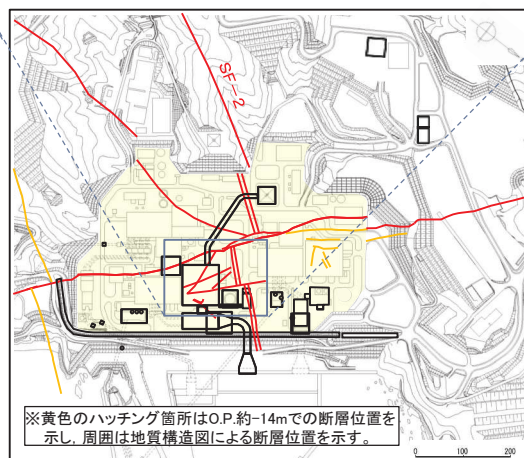 SF-2
※黄色のハッチング箇所はO.P.約-14mでの断層位置を
示し、周囲は地質構造図による断層位置を示す。
0 100 200